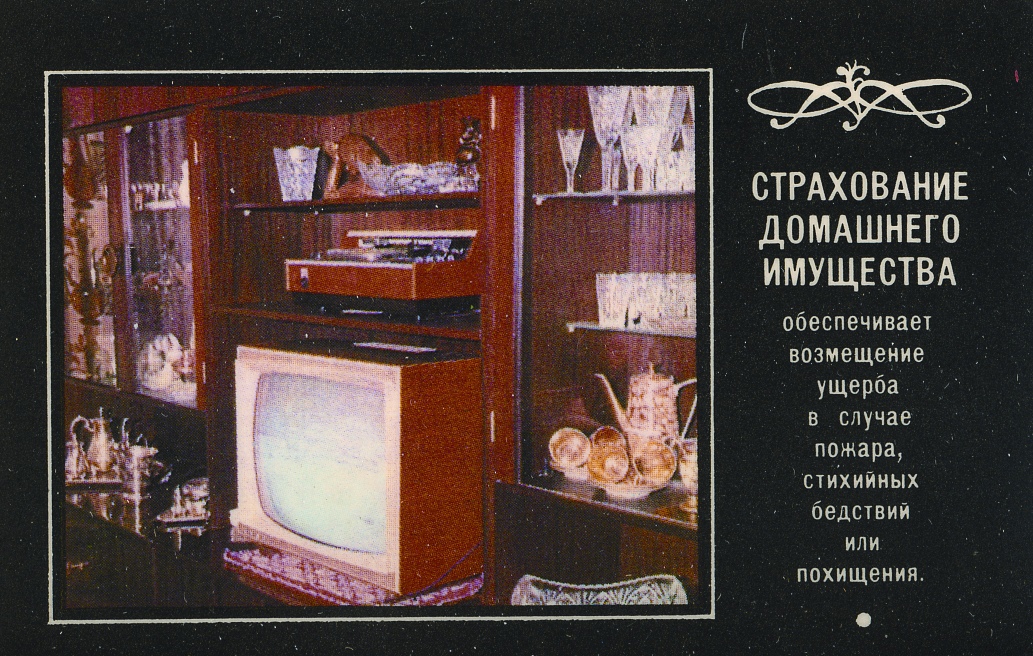 СТРАХОВАНИЕ
ДОМАШНЕГО
ИМУЩЕСТВА
обеспечивает
возмещение
ущерба
в случае
пожара,
стихийных
бедствий
или
похищения.